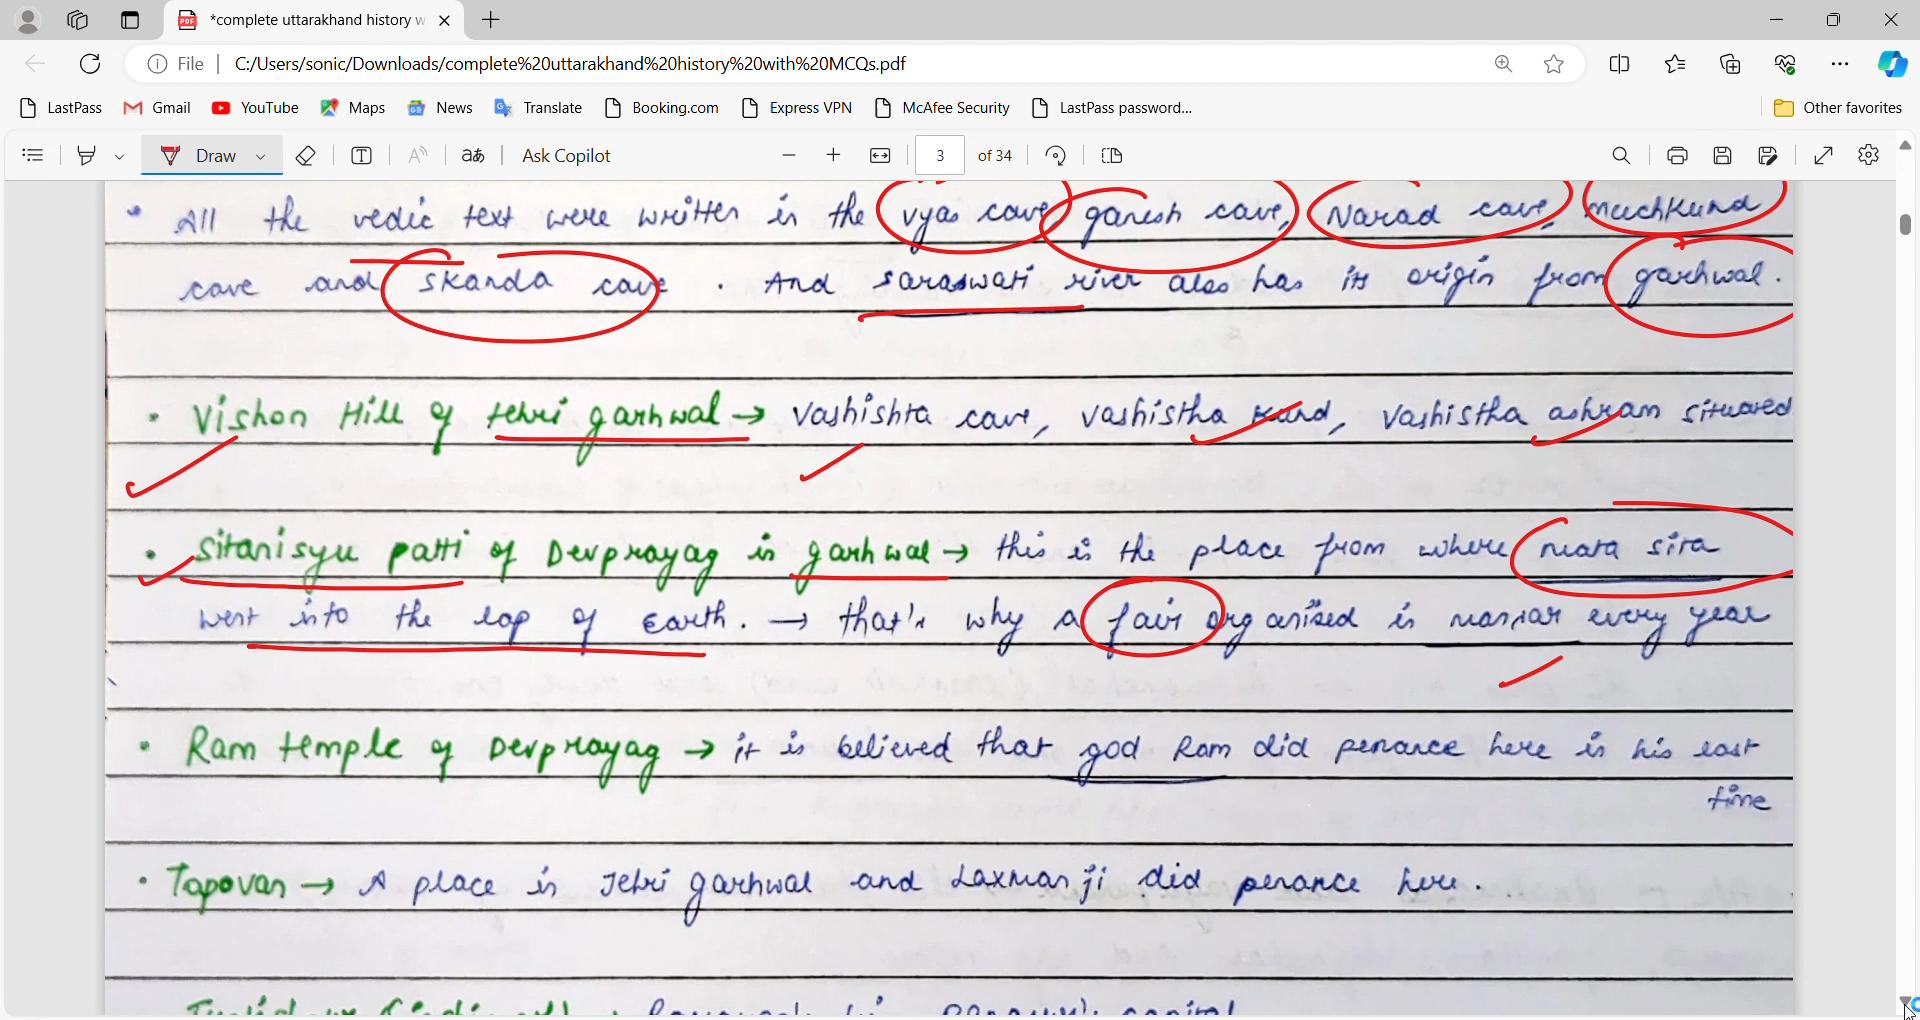 *complete uttarakhand history w
File C:/Users/sonic/Downloads/complete%20uttarakhand%20history%20with%20MCQs.pdf
LastPass Gmail YouTube Maps News Translate Booking.com Express VPN McAfee Security LastPass password... Other favorites
Draw Ask Copilot 3 of 34
All the vedic text were written in the vyas cave, ganesh cave, Narad cave, muchkund
cave and skanda cave. And saraswati river also has its origin from garhwal.
Vishon Hill of tehri garhwal → Vashishta cave, Vashistha kund, Vashistha ashram situated
Sitanisyu patti of Devprayag in garhwal → this is the place from where mata sita
went into the lap of Earth. → that's why a fair organised in mansar every year
Ram temple of Devprayag → it is believed that god Ram did penance here in his last
time
Tapovan → A place in Tehri garhwal and Laxman ji did penance here.